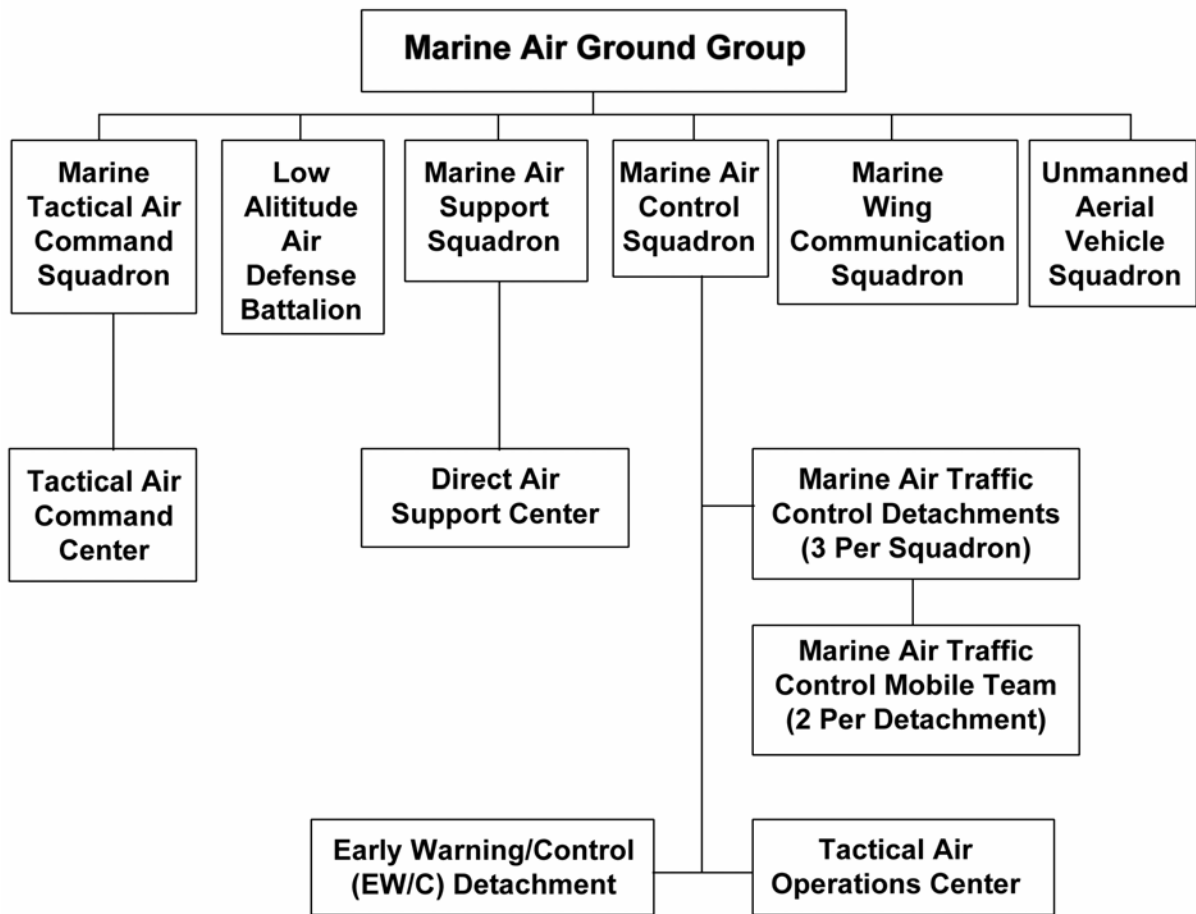 Marine Air Ground Group
Marine
Tactical Air
Command
Squadron
Low
Alititude
Air
Defense
Battalion
Marine Air
Support
Squadron
Marine Air
Control
Squadron
Marine
Wing
Communication
Squadron
Unmanned
Aerial
Vehicle
Squadron
Tactical Air
Command
Center
Direct Air
Support Center
Marine Air Traffic
Control Detachments
(3 Per Squadron)
Marine Air Traffic
Control Mobile Team
(2 Per Detachment)
Early Warning/Control
(EW/C) Detachment
Tactical Air
Operations Center